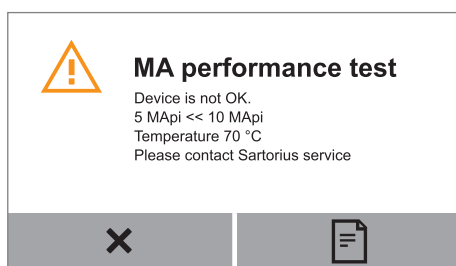 MA performance test
Device is not OK.
5 MApi << 10 MApi
Temperature 70 °C
Please contact Sartorius service